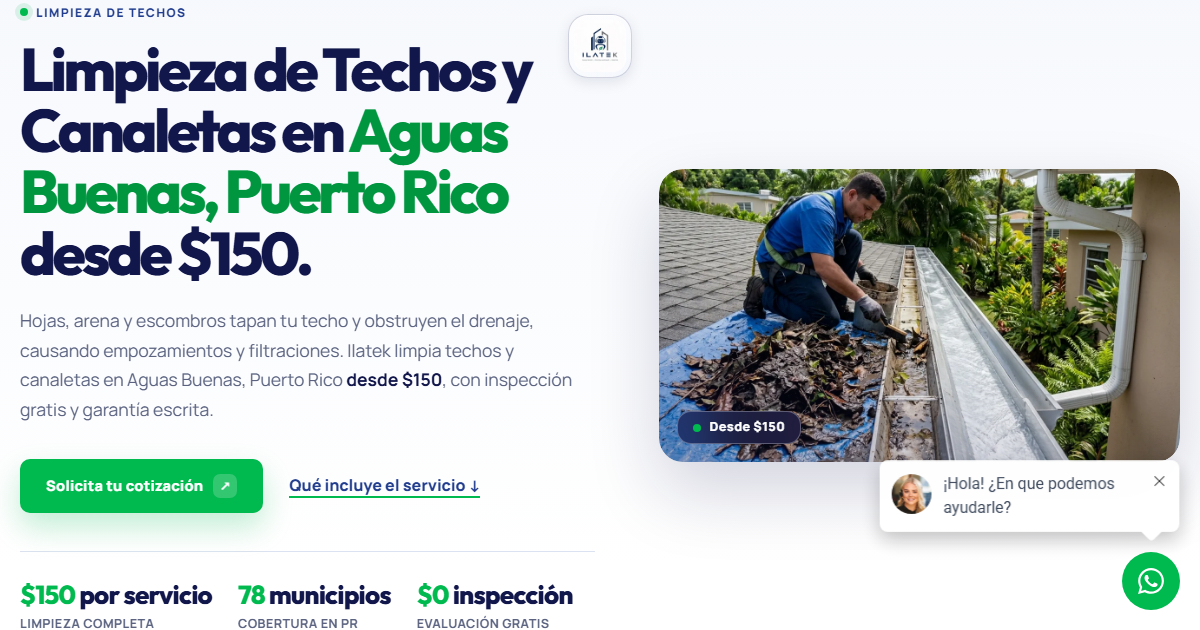 LIMPIEZA DE TECHOS
ILATEK
Limpieza de Techos y
Canaletas en Aguas
Buenas, Puerto Rico
desde $150.
Hojas, arena y escombros tapan tu techo y obstruyen el drenaje,
causando empozamientos y filtraciones. Ilatek limpia techos y
canaletas en Aguas Buenas, Puerto Rico desde $150, con inspección
gratis y garantía escrita.
Solicita tu cotización ↗
Qué incluye el servicio ↓
Desde $150
¡Hola! ¿En que podemos
ayudarle?
$150 por servicio
LIMPIEZA COMPLETA
78 municipios
COBERTURA EN PR
$0 inspección
EVALUACIÓN GRATIS